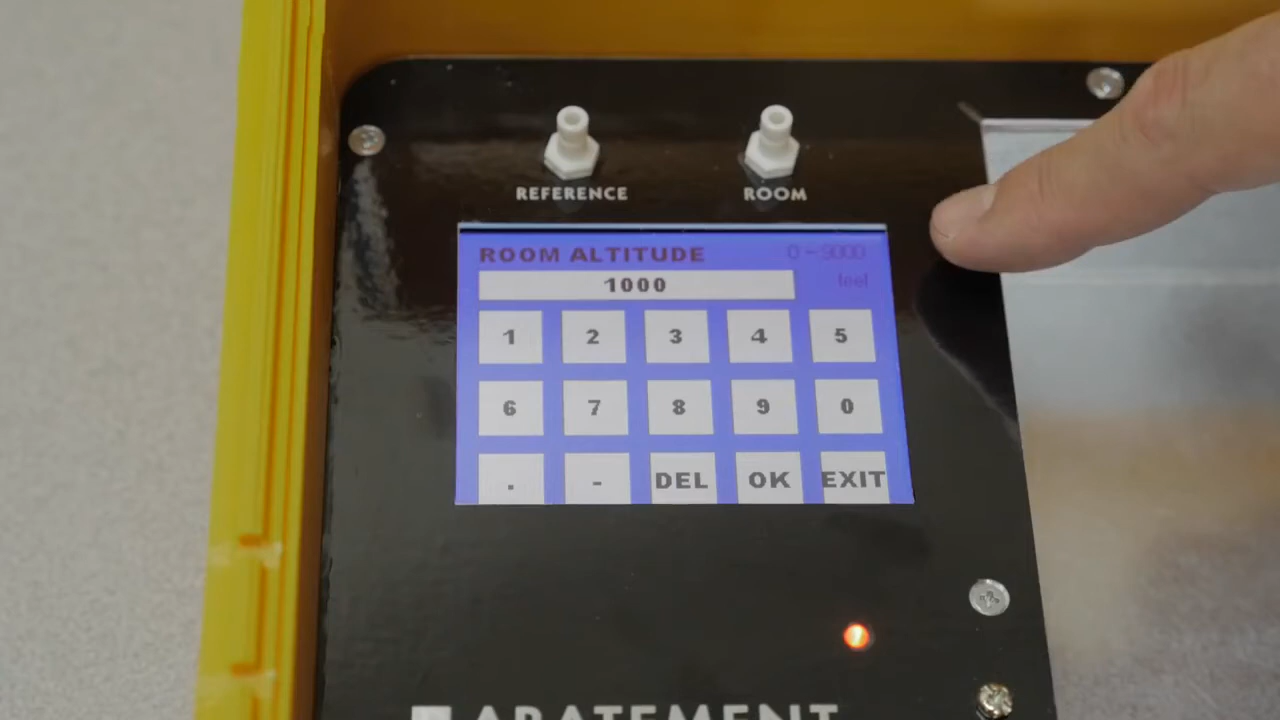 REFERENCE ROOM
ROOM ALTITUDE 0 - 9000
1000 feet
1 2 3 4 5
6 7 8 9 0
. - DEL OK EXIT
ABATEMENT